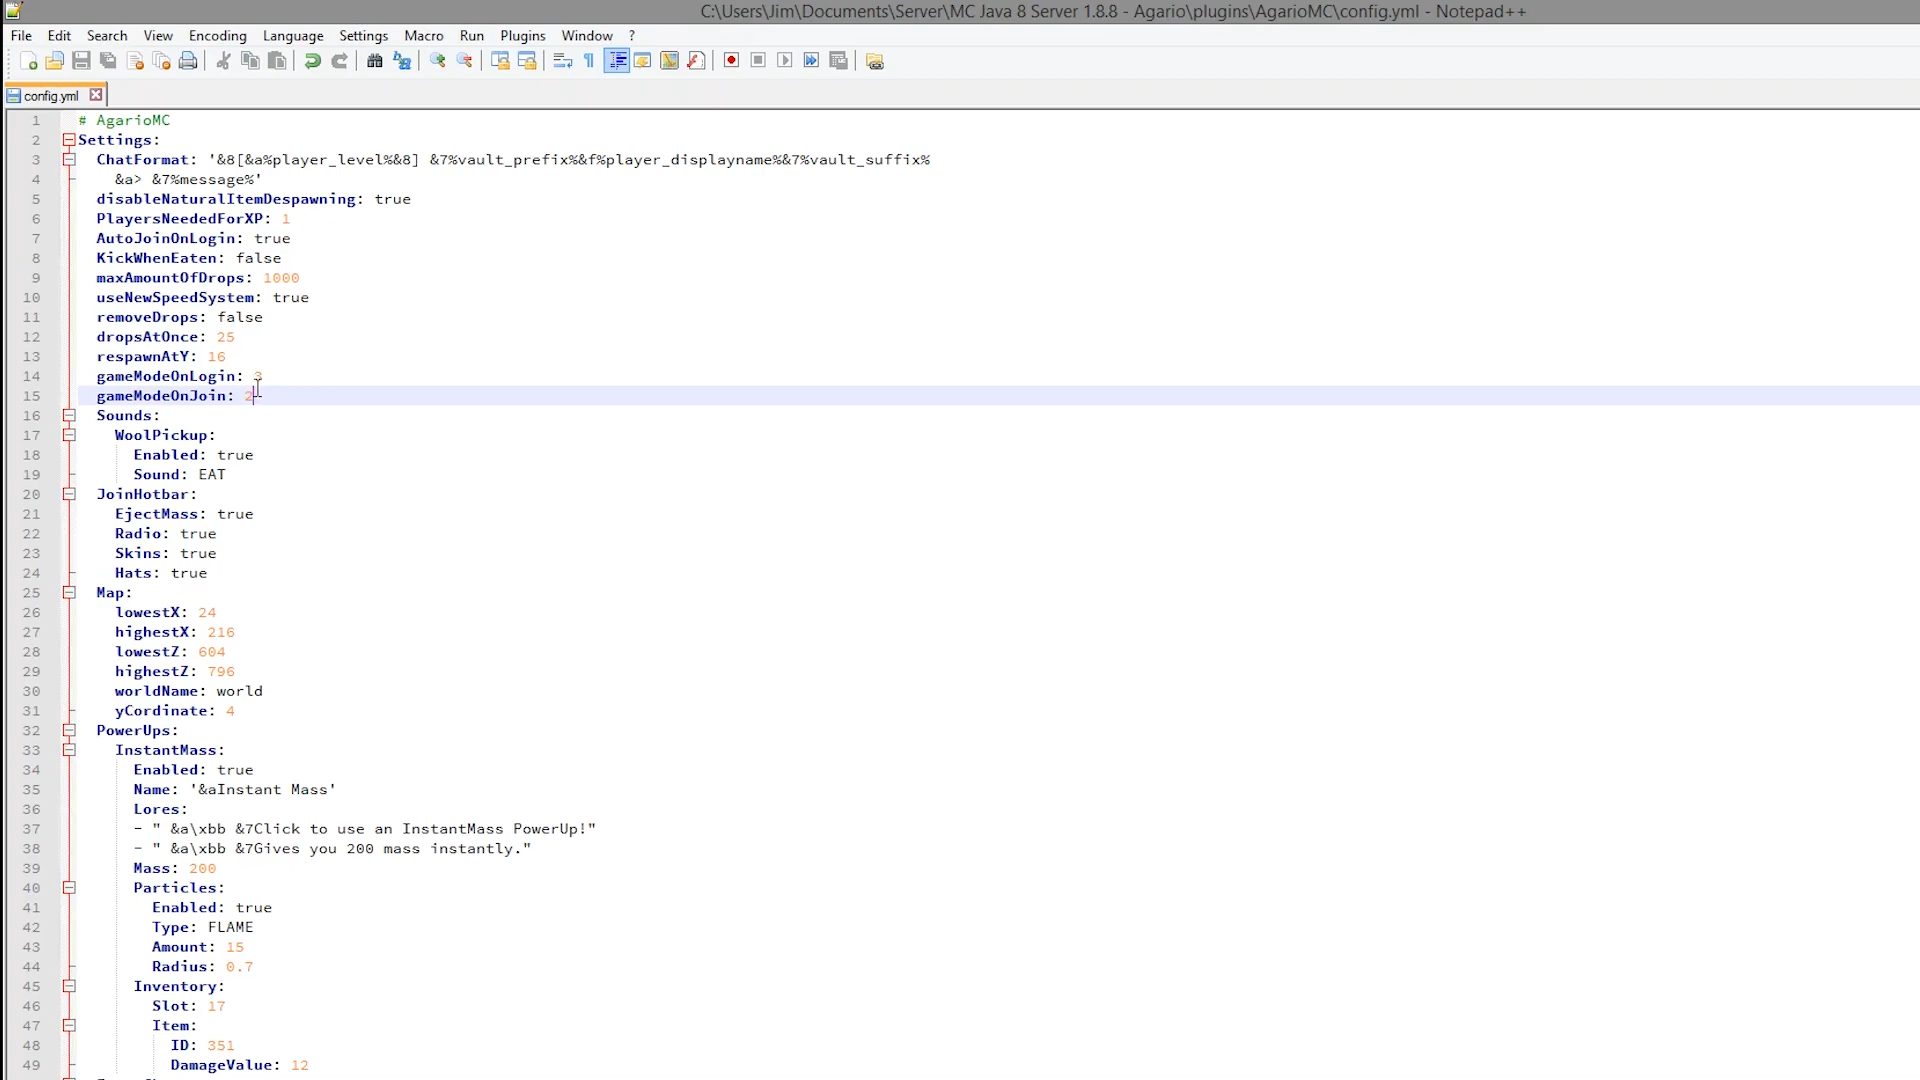 C:\Users\Jim\Documents\Server\MC Java 8 Server 1.8.8 - Agario\plugins\AgarioMC\config.yml - Notepad++
File Edit Search View Encoding Language Settings Macro Run Plugins Window ?
config.yml
1 # AgarioMC
2 Settings:
3 ChatFormat: '&8[&a%player_level%&8] &7%vault_prefix%&f%player_displayname%&7%vault_suffix%
4 &a> &7%message%'
5 disableNaturalItemDespawning: true
6 PlayersNeededForXP: 1
7 AutoJoinOnLogin: true
8 KickWhenEaten: false
9 maxAmountOfDrops: 1000
10 useNewSpeedSystem: true
11 removeDrops: false
12 dropsAtOnce: 25
13 respawnAtY: 16
14 gameModeOnLogin: 3
15 gameModeOnJoin: 2
16 Sounds:
17 WoolPickup:
18 Enabled: true
19 Sound: EAT
20 JoinHotbar:
21 EjectMass: true
22 Radio: true
23 Skins: true
24 Hats: true
25 Map:
26 lowestX: 24
27 highestX: 216
28 lowestZ: 604
29 highestZ: 796
30 worldName: world
31 yCordinate: 4
32 PowerUps:
33 InstantMass:
34 Enabled: true
35 Name: '&aInstant Mass'
36 Lores:
37 - " &a\xbb &7Click to use an InstantMass PowerUp!"
38 - " &a\xbb &7Gives you 200 mass instantly."
39 Mass: 200
40 Particles:
41 Enabled: true
42 Type: FLAME
43 Amount: 15
44 Radius: 0.7
45 Inventory:
46 Slot: 17
47 Item:
48 ID: 351
49 DamageValue: 12